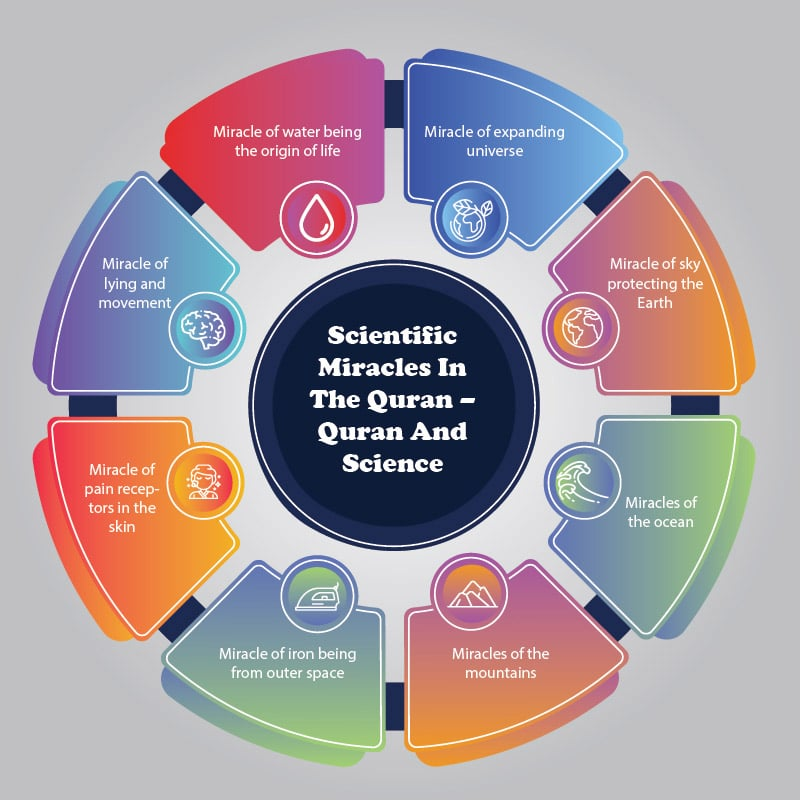 Scientific
Miracles In
The Quran –
Quran And
Science
Miracle of water being
the origin of life
Miracle of expanding
universe
Miracle of sky
protecting the
Earth
Miracles of
the ocean
Miracles of the
mountains
Miracle of iron being
from outer space
Miracle of
pain recep-
tors in the
skin
Miracle of
lying and
movement